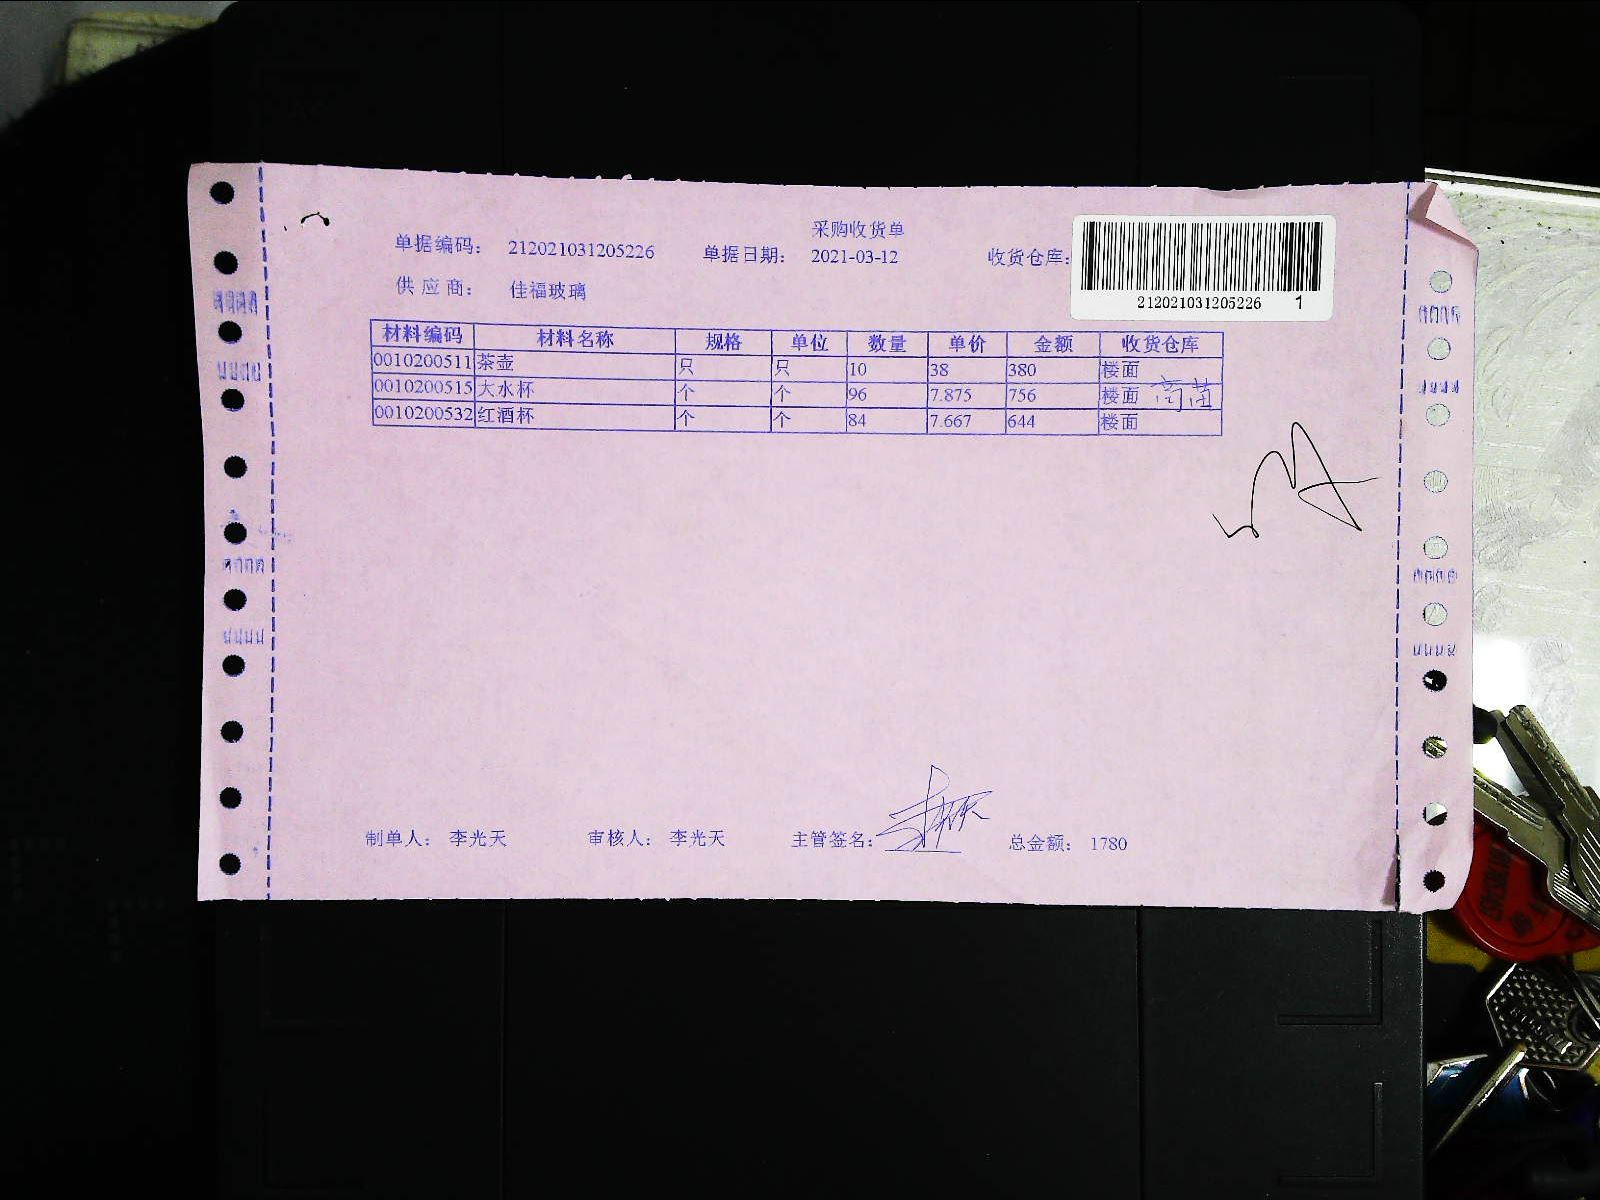 采购收货单
单据编码： 212021031205226 单据日期： 2021-03-12 收货仓库：
212021031205226 1
供应商： 佳福玻璃
材料编码 材料名称 规格 单位 数量 单价 金额 收货仓库
0010200511 茶壶 只 只 10 38 380 楼面
0010200515 大水杯 个 个 96 7.875 756 楼面
0010200532 红酒杯 个 个 84 7.667 644 楼面
制单人： 李光天 审核人： 李光天 主管签名： 总金额： 1780